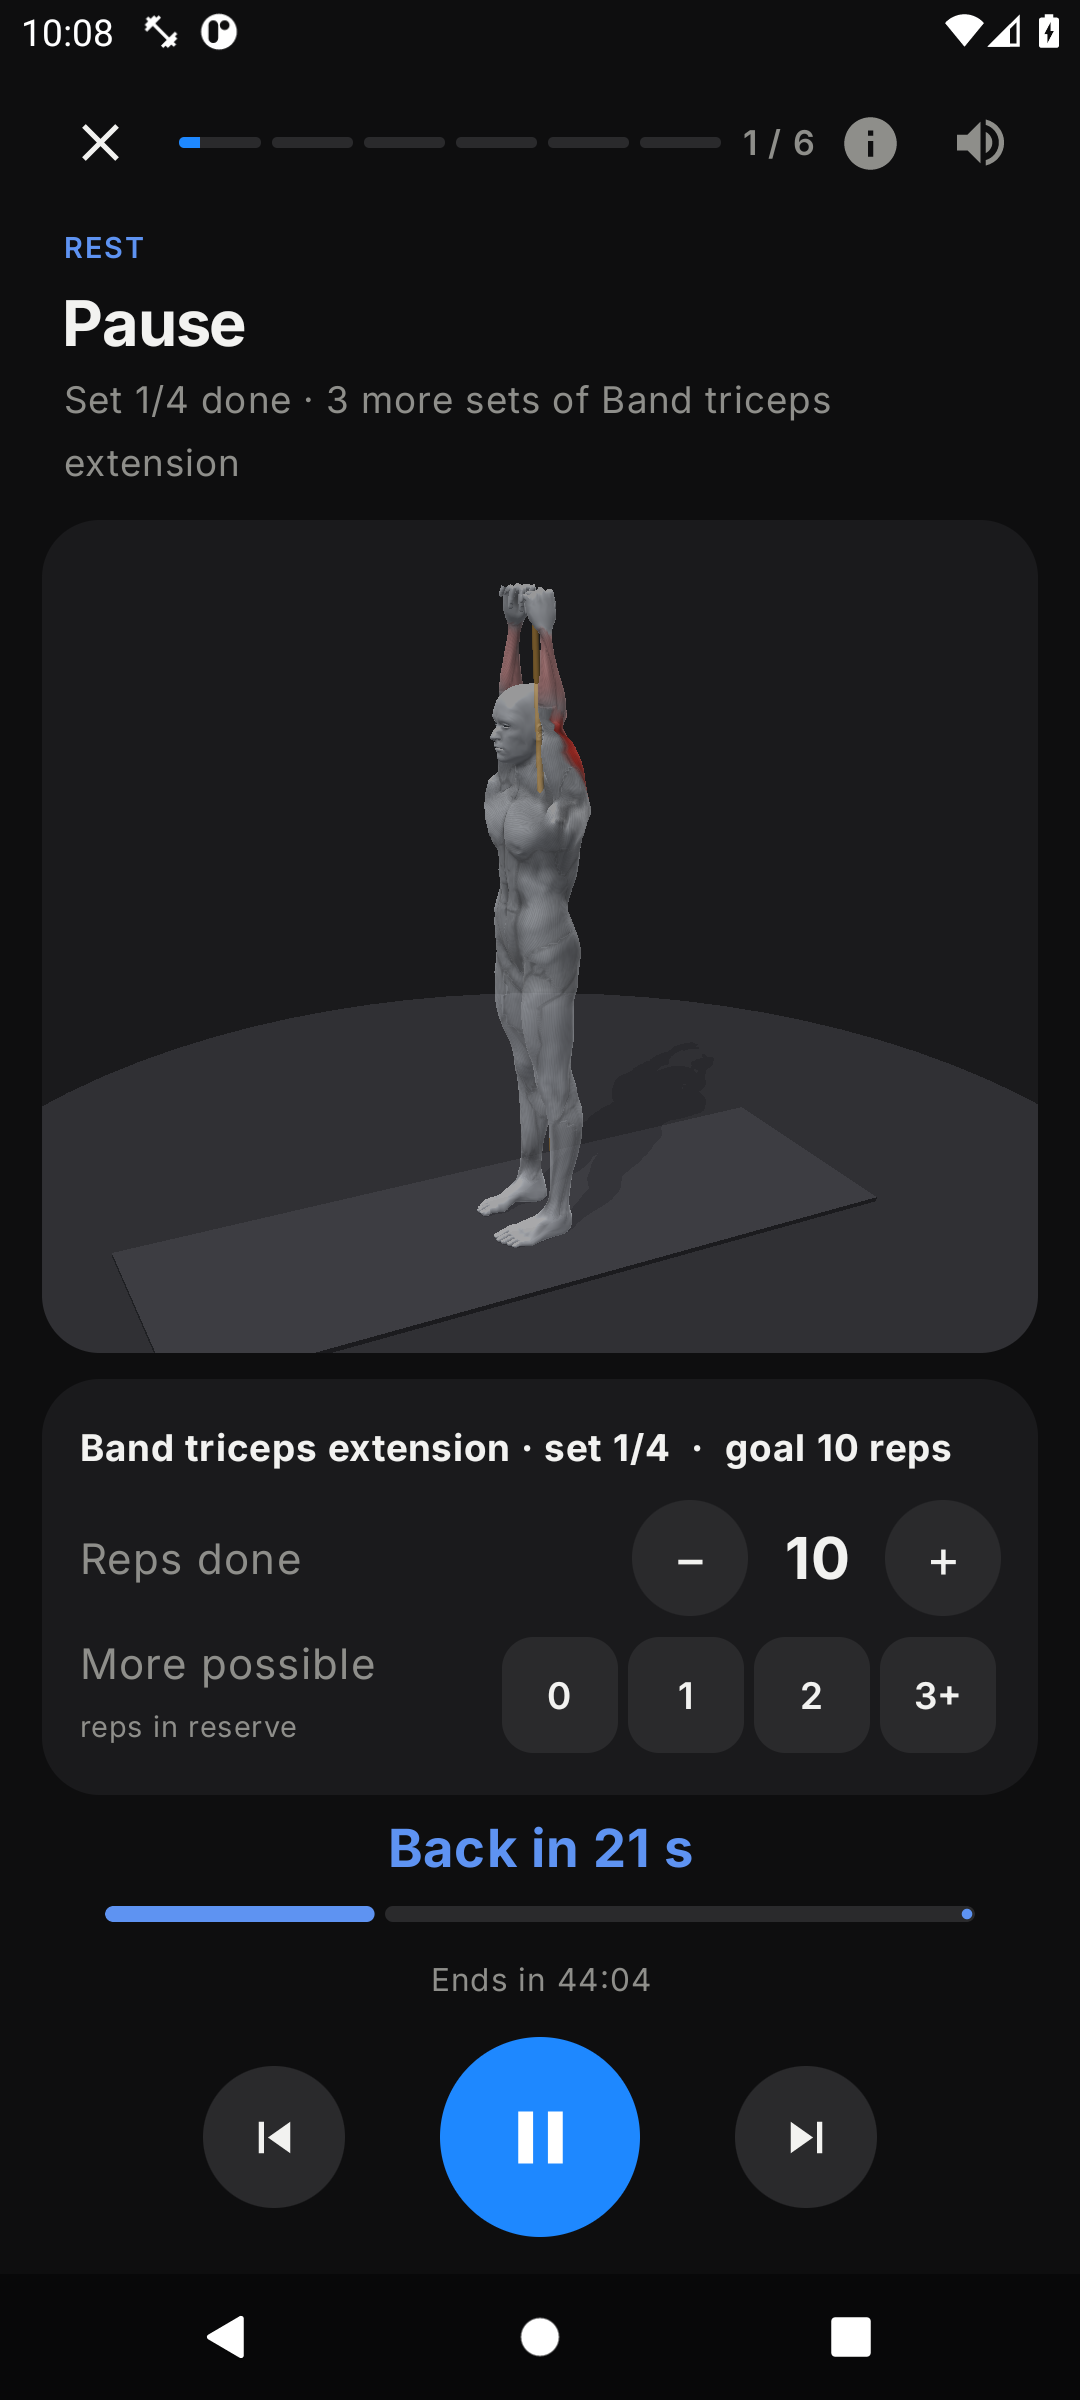 10:08
1 / 6
REST
Pause
Set 1/4 done · 3 more sets of Band triceps
extension
Band triceps extension · set 1/4 · goal 10 reps
Reps done
− 10 +
More possible
reps in reserve
0 1 2 3+
Back in 21 s
Ends in 44:04